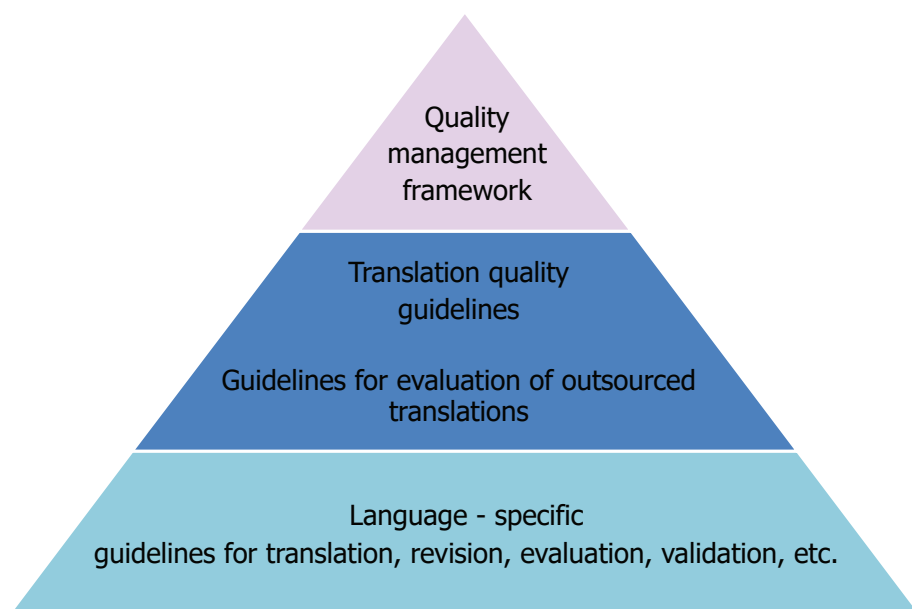 Quality
management
framework
Translation quality
guidelines
Guidelines for evaluation of outsourced
translations
Language - specific
guidelines for translation, revision, evaluation, validation, etc.